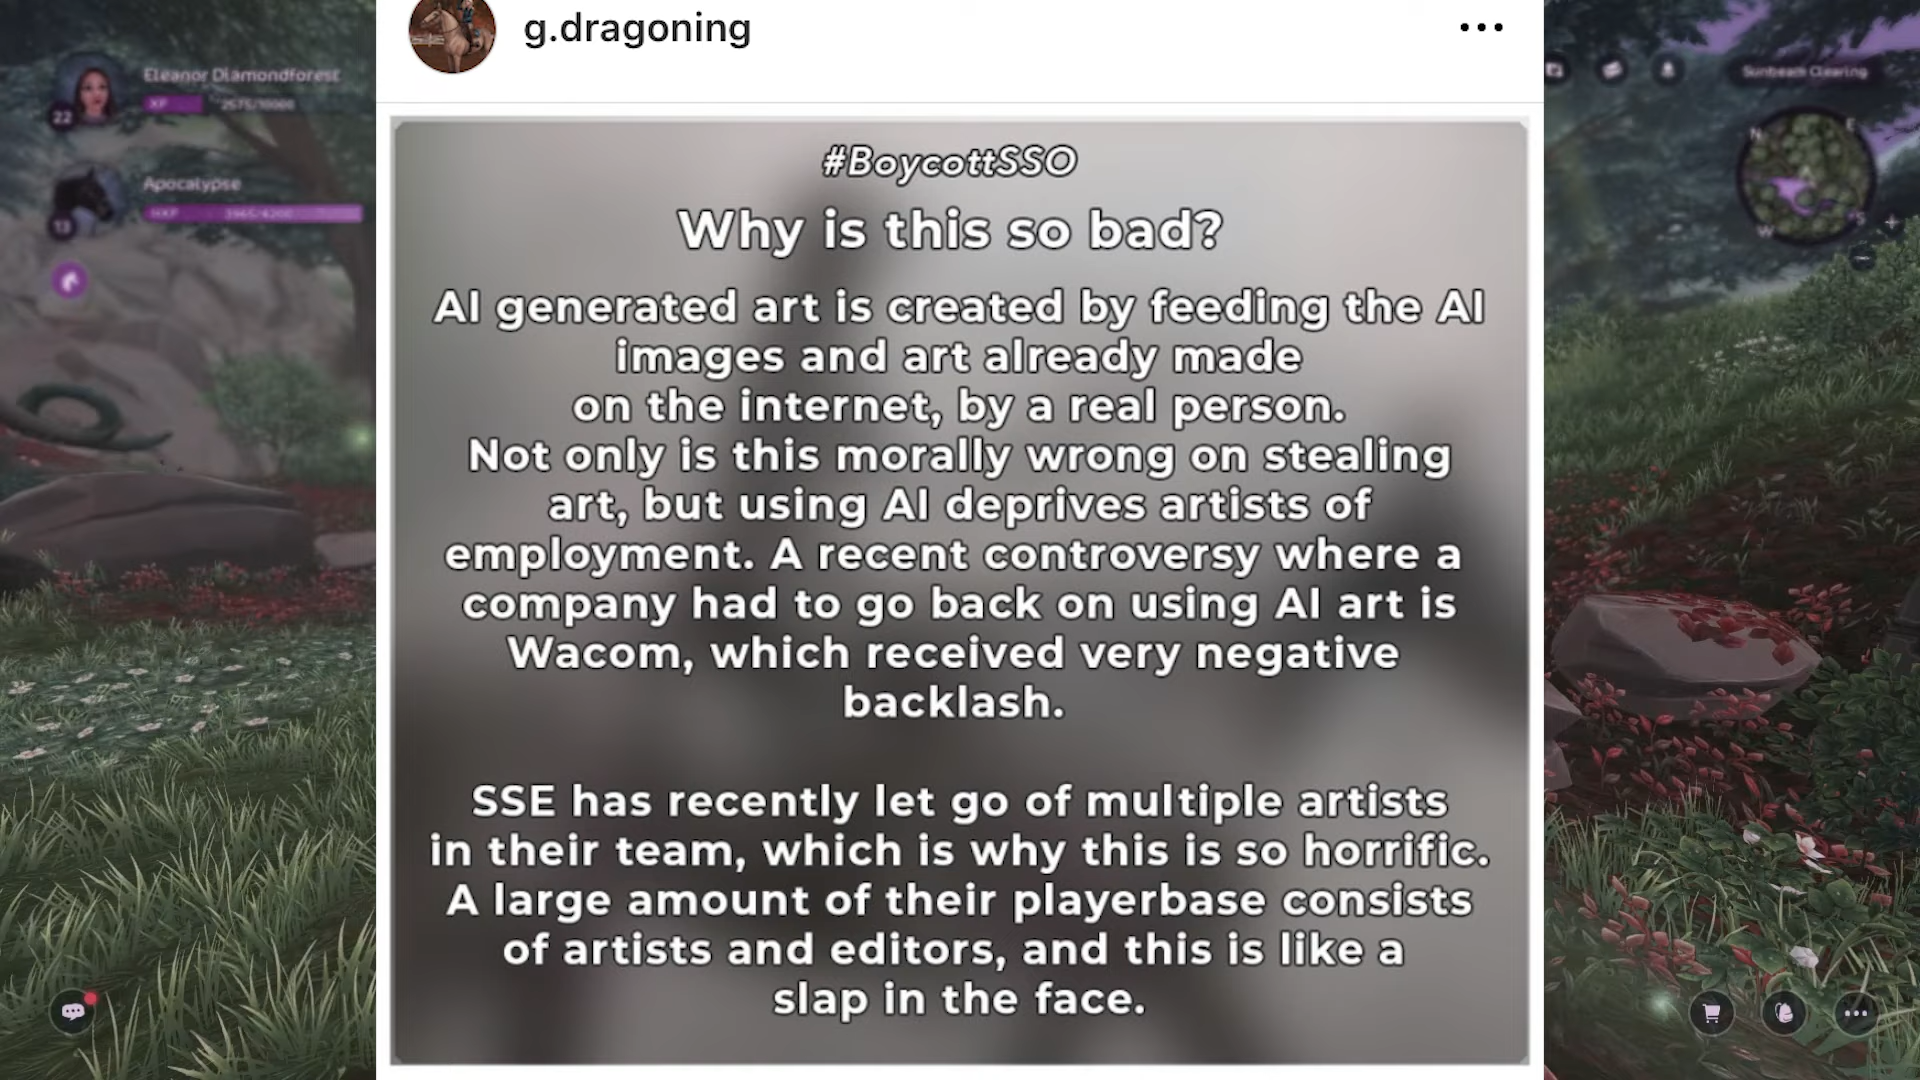 g.dragoning
#BoycottSSO
Why is this so bad?
AI generated art is created by feeding the AI
images and art already made
on the internet, by a real person.
Not only is this morally wrong on stealing
art, but using AI deprives artists of
employment. A recent controversy where a
company had to go back on using AI art is
Wacom, which received very negative
backlash.
SSE has recently let go of multiple artists
in their team, which is why this is so horrific.
A large amount of their playerbase consists
of artists and editors, and this is like a
slap in the face.
Eleanor Diamondforest
XP 2575/10000
22
Apocalypse
13
Sunbeam Clearing
N
E
S
W